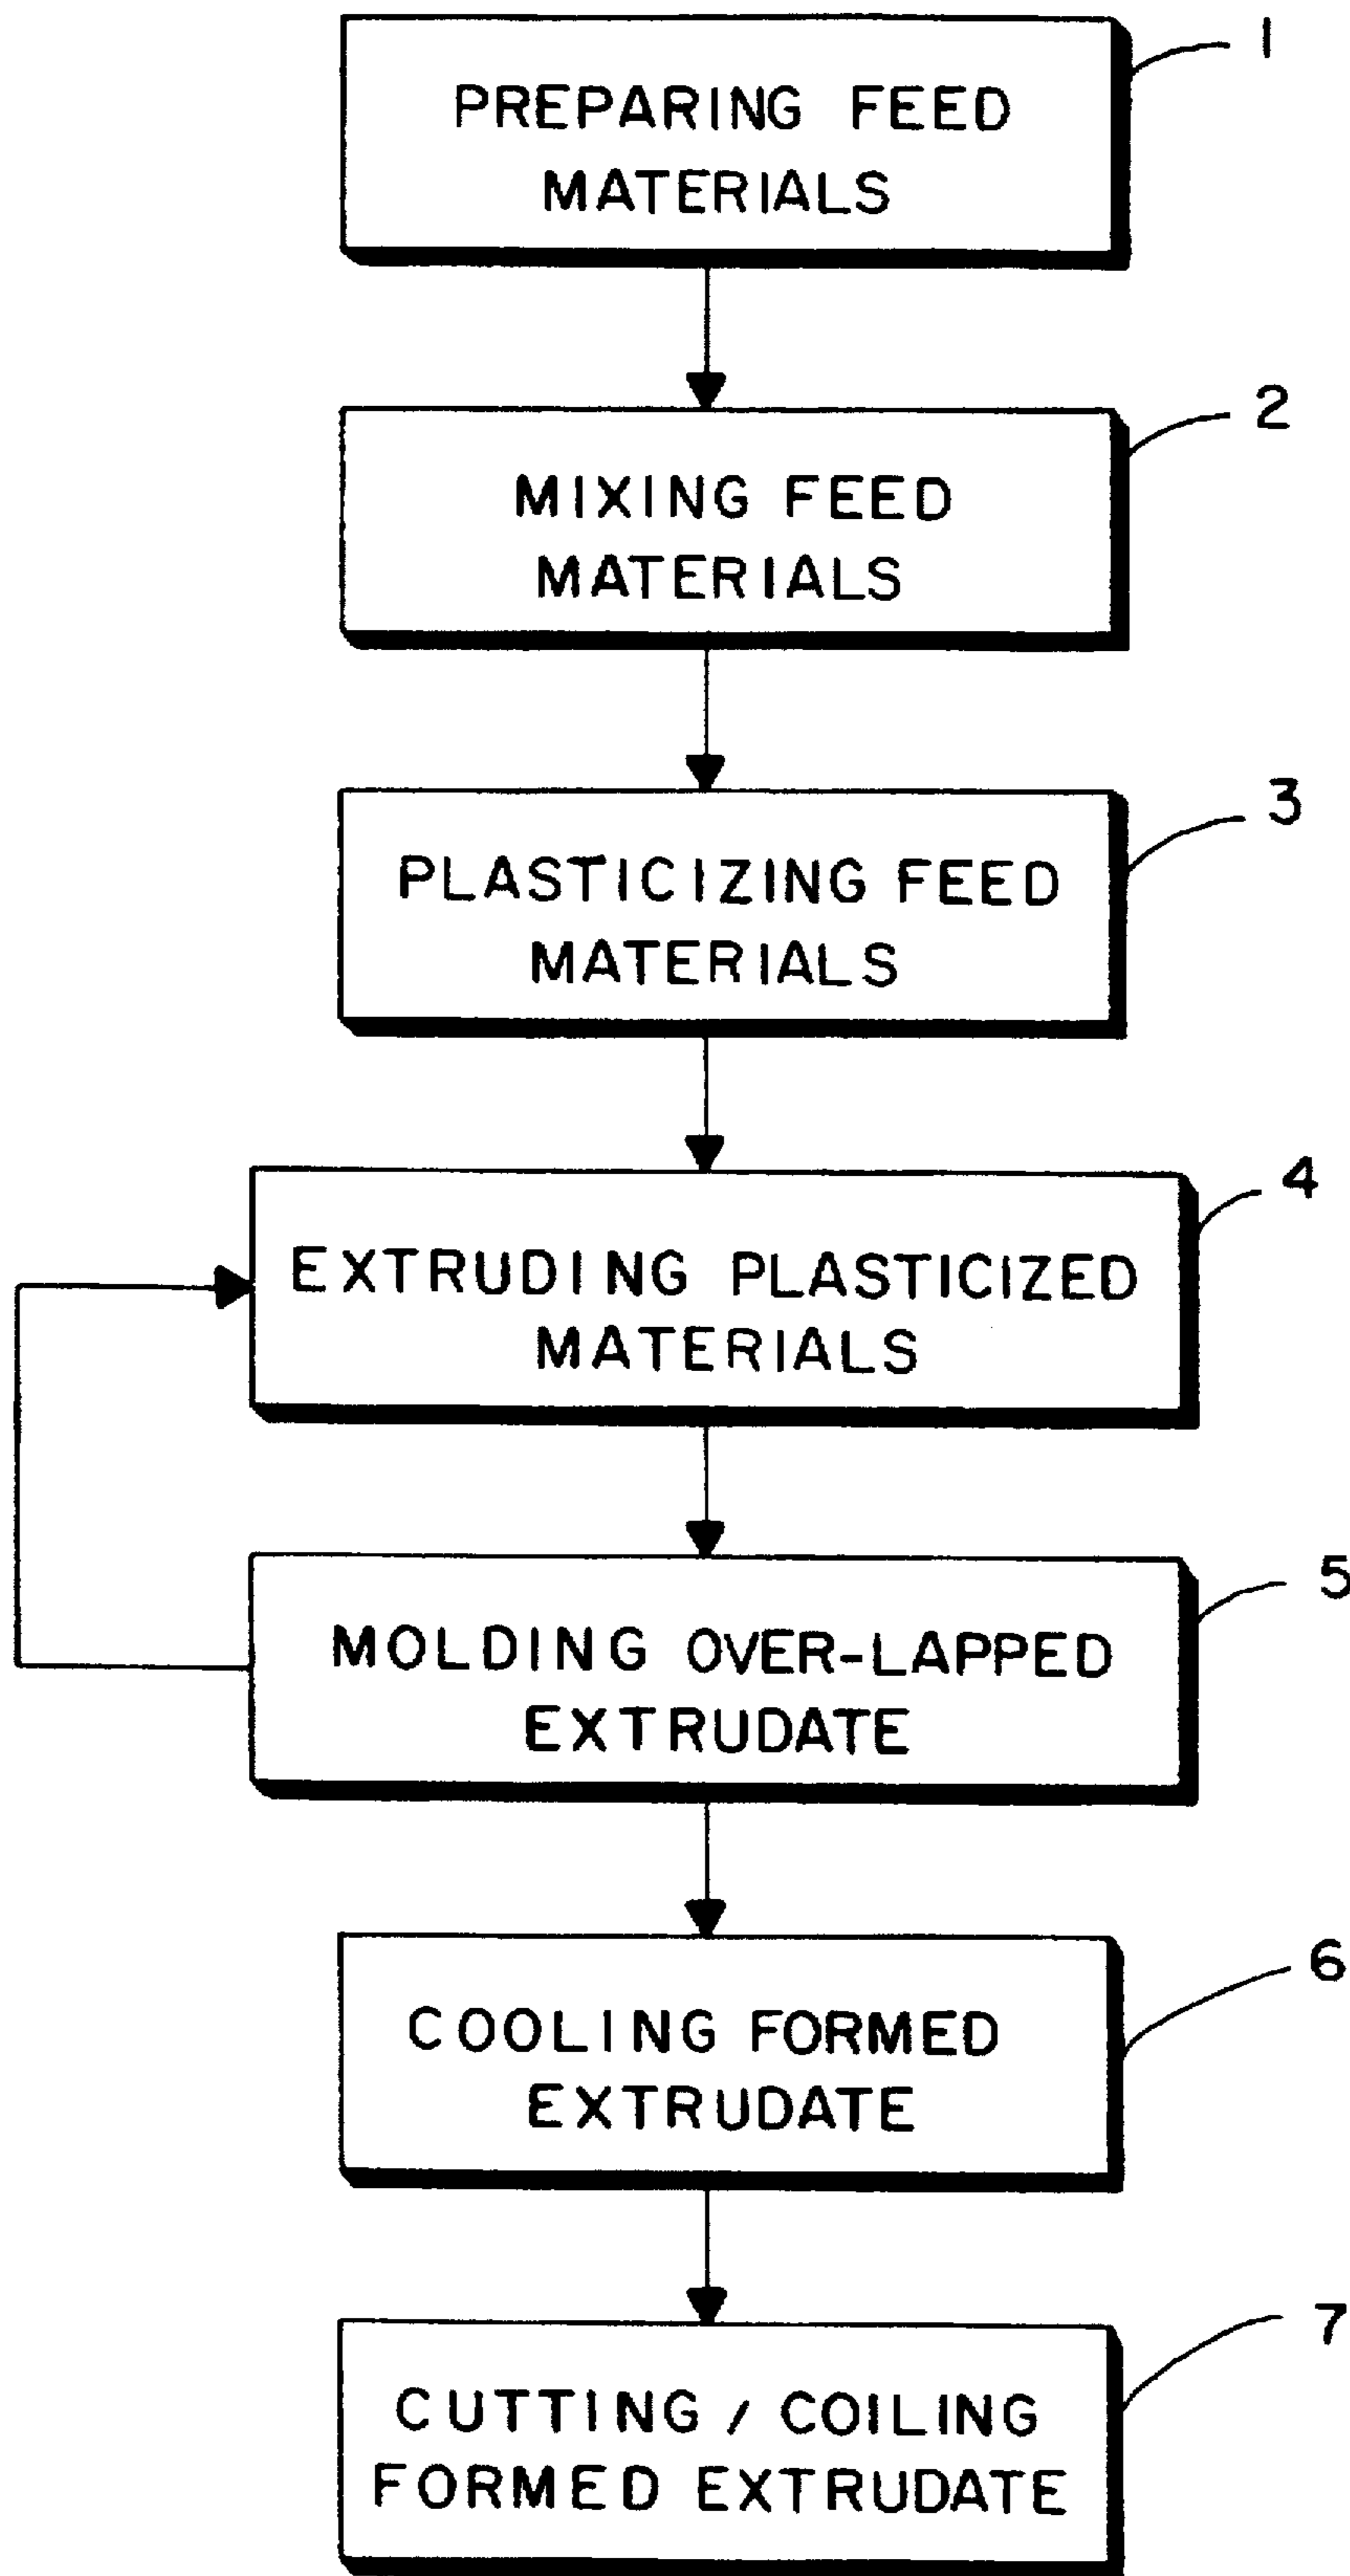 1
PREPARING FEED
MATERIALS
2
MIXING FEED
MATERIALS
3
PLASTICIZING FEED
MATERIALS
4
EXTRUDING PLASTICIZED
MATERIALS
5
MOLDING OVER-LAPPED
EXTRUDATE
6
COOLING FORMED
EXTRUDATE
7
CUTTING / COILING
FORMED EXTRUDATE